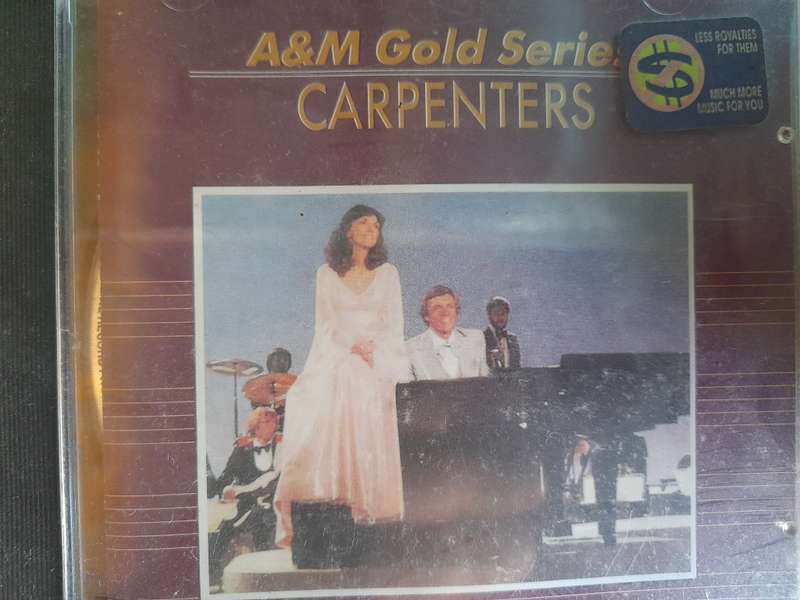 A&M Gold Series
CARPENTERS
LESS ROYALTIES
FOR THEM
MUCH MORE
MUSIC FOR YOU